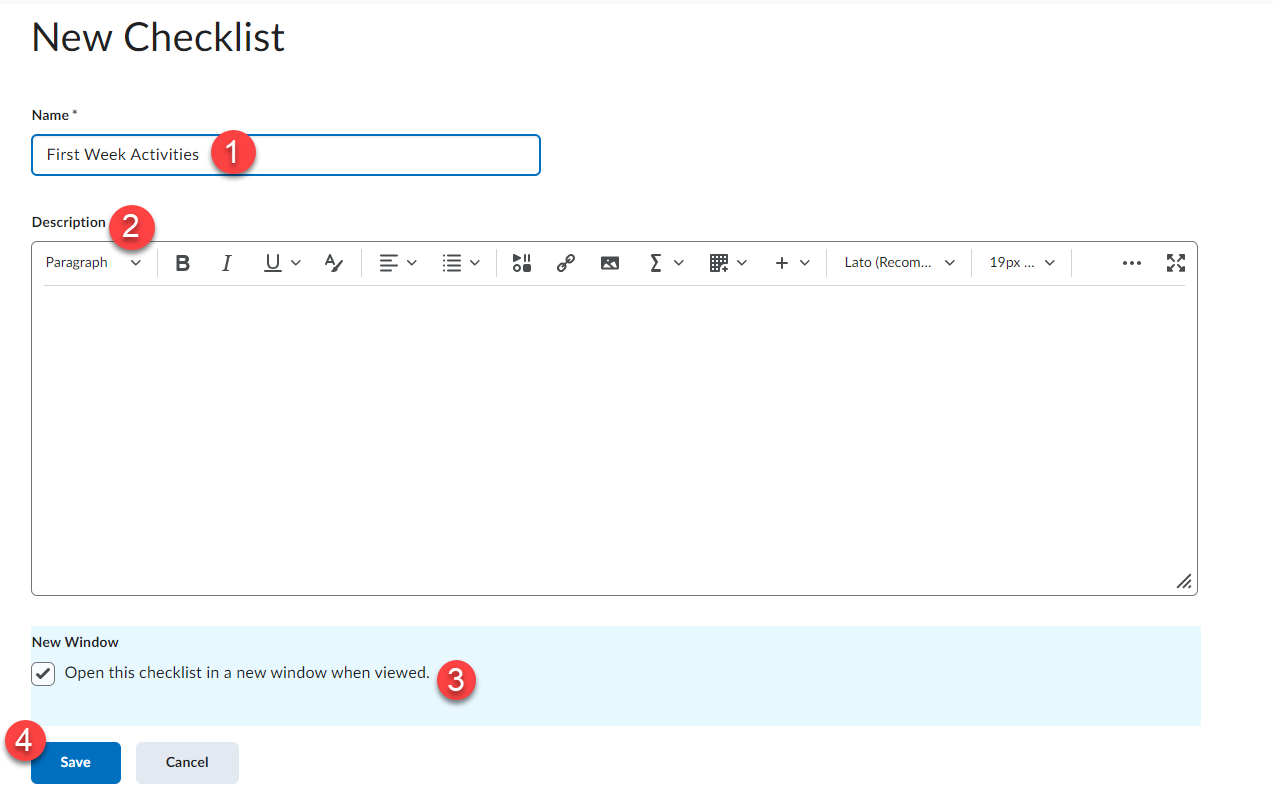 New Checklist
Name *
First Week Activities 1
Description 2
Paragraph B I U A Lato (Recom... 19px ...
New Window
Open this checklist in a new window when viewed. 3
4
Save Cancel